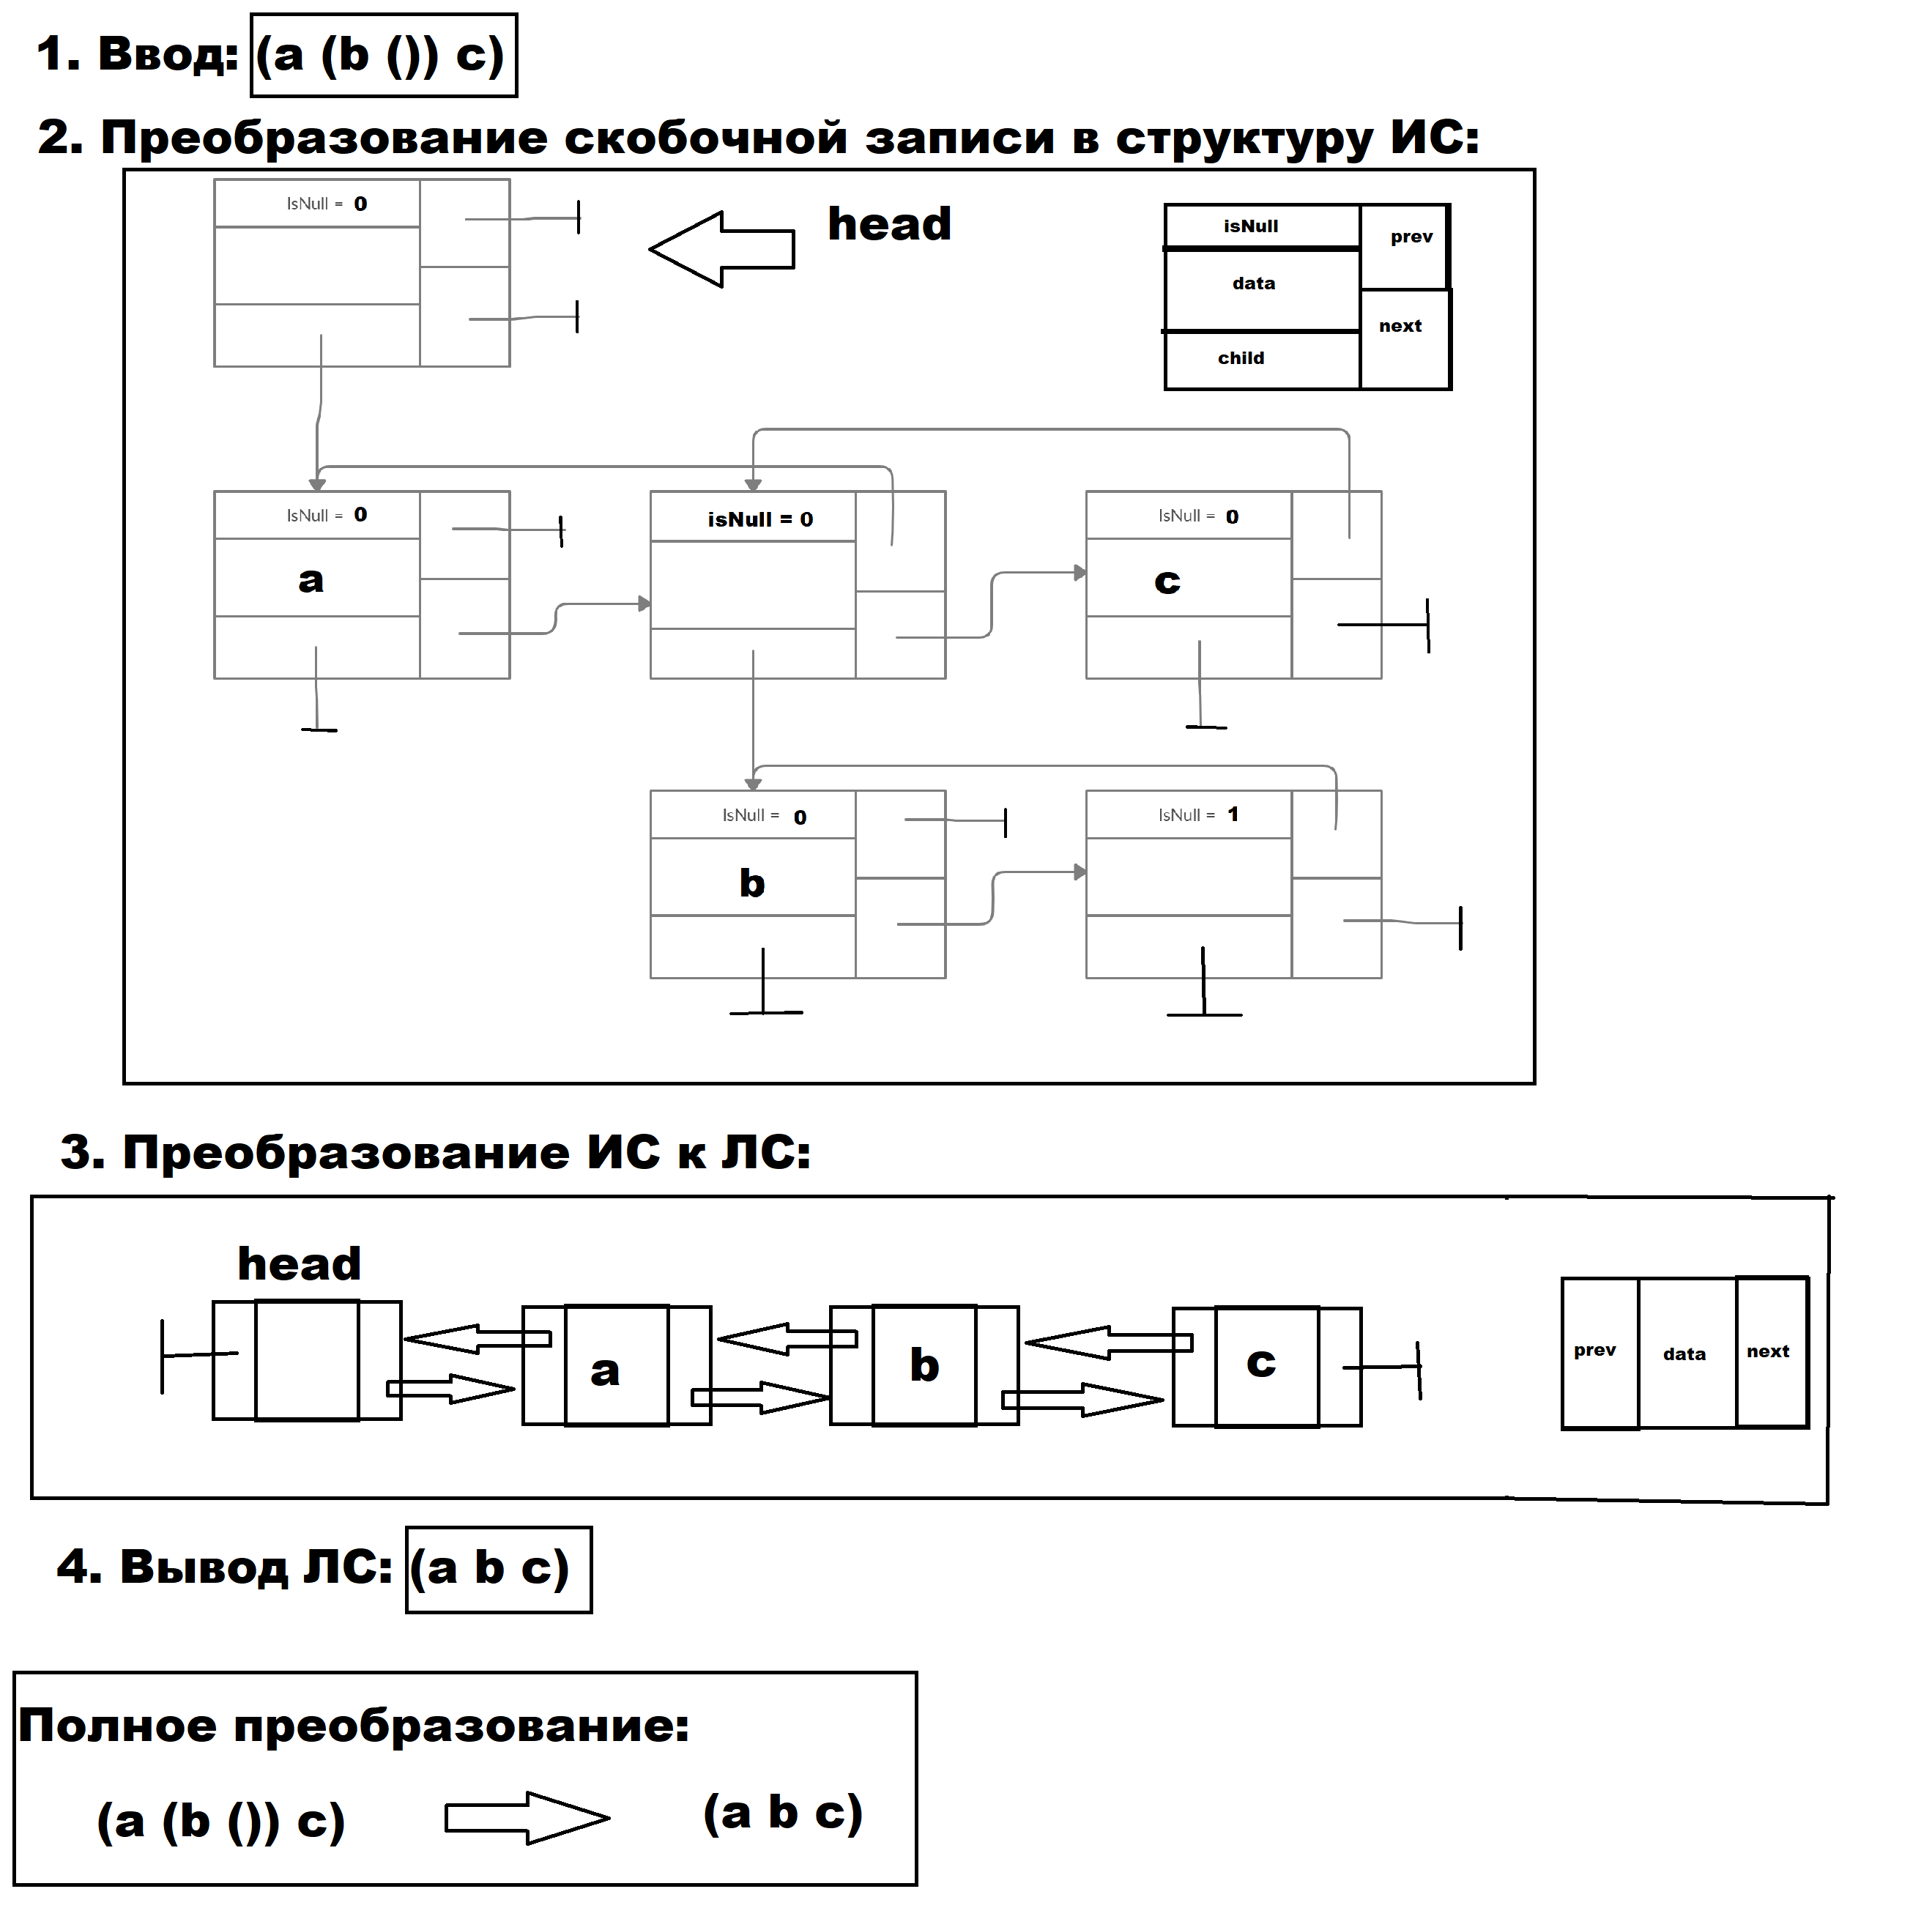 1. Ввод: (a (b ()) c)
2. Преобразование скобочной записи в структуру ИС:
IsNull = 0
head
isNull
prev
data
next
child
IsNull = 0
isNull = 0
IsNull = 0
a
c
IsNull = 0
IsNull = 1
b
3. Преобразование ИС к ЛС:
head
a
b
c
prev
data
next
4. Вывод ЛС: (a b c)
Полное преобразование:
(a (b ()) c)
(a b c)